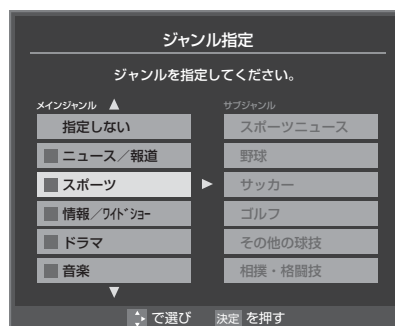 ジャンル指定
ジャンルを指定してください。
メインジャンル
サブジャンル
指定しない
スポーツニュース
ニュース／報道
野球
スポーツ
サッカー
情報／ﾜｲﾄﾞｼｮｰ
ゴルフ
ドラマ
その他の球技
音楽
相撲・格闘技
で選び 決定 を押す